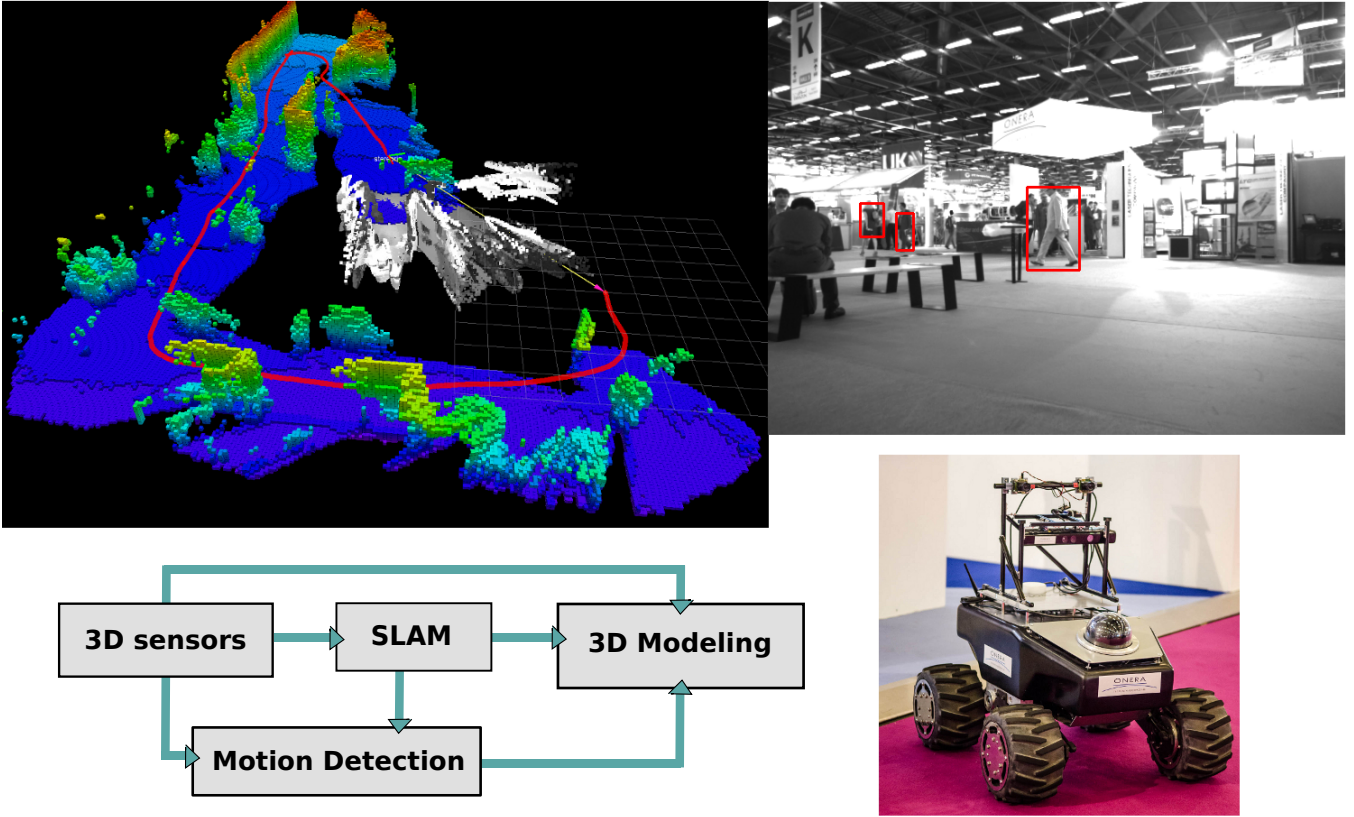 K
ONERA
UK
3D sensors
SLAM
3D Modeling
Motion Detection
ONERA
ONERA